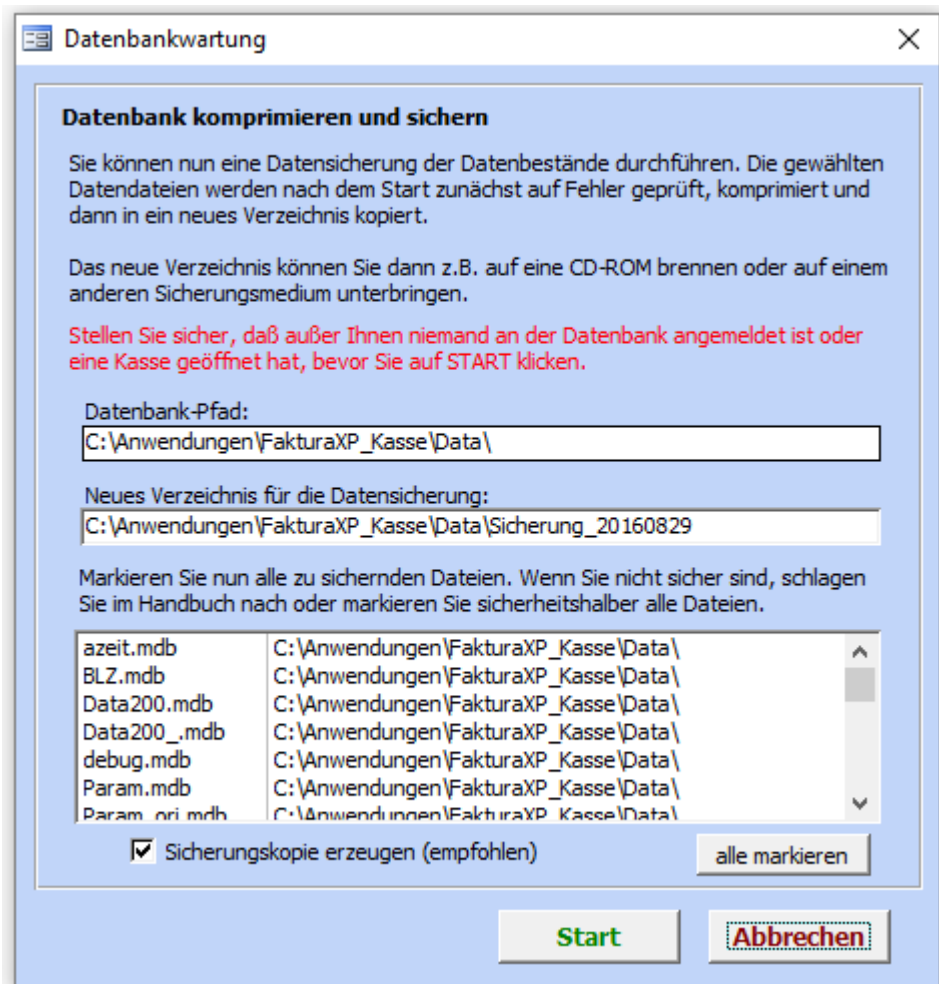 Datenbankwartung
Datenbank komprimieren und sichern
Sie können nun eine Datensicherung der Datenbestände durchführen. Die gewählten
Datendateien werden nach dem Start zunächst auf Fehler geprüft, komprimiert und
dann in ein neues Verzeichnis kopiert.
Das neue Verzeichnis können Sie dann z.B. auf eine CD-ROM brennen oder auf einem
anderen Sicherungsmedium unterbringen.
Stellen Sie sicher, daß außer Ihnen niemand an der Datenbank angemeldet ist oder
eine Kasse geöffnet hat, bevor Sie auf START klicken.
Datenbank-Pfad:
C:\Anwendungen\FakturaXP_Kasse\Data\
Neues Verzeichnis für die Datensicherung:
C:\Anwendungen\FakturaXP_Kasse\Data\Sicherung_20160829
Markieren Sie nun alle zu sichernden Dateien. Wenn Sie nicht sicher sind, schlagen
Sie im Handbuch nach oder markieren Sie sicherheitshalber alle Dateien.
azeit.mdb C:\Anwendungen\FakturaXP_Kasse\Data\
BLZ.mdb C:\Anwendungen\FakturaXP_Kasse\Data\
Data200.mdb C:\Anwendungen\FakturaXP_Kasse\Data\
Data200_.mdb C:\Anwendungen\FakturaXP_Kasse\Data\
debug.mdb C:\Anwendungen\FakturaXP_Kasse\Data\
Param.mdb C:\Anwendungen\FakturaXP_Kasse\Data\
Param_ori.mdb C:\Anwendungen\FakturaXP_Kasse\Data\
Sicherungskopie erzeugen (empfohlen)
alle markieren
Start
Abbrechen